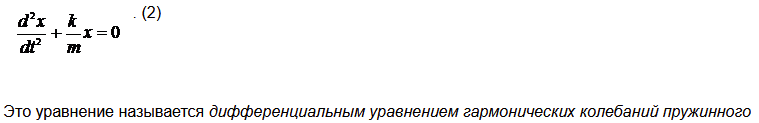 d²x/dt² + k/m x = 0 . (2)
Это уравнение называется дифференциальным уравнением гармонических колебаний пружинного